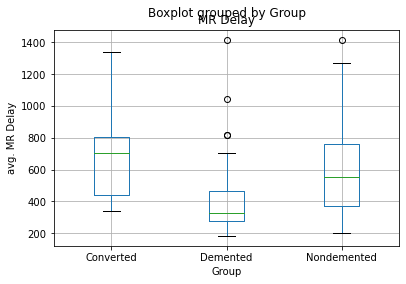 Boxplot grouped by Group
MR Delay
1400
1200
1000
800
600
400
200
avg. MR Delay
Converted
Demented
Nondemented
Group